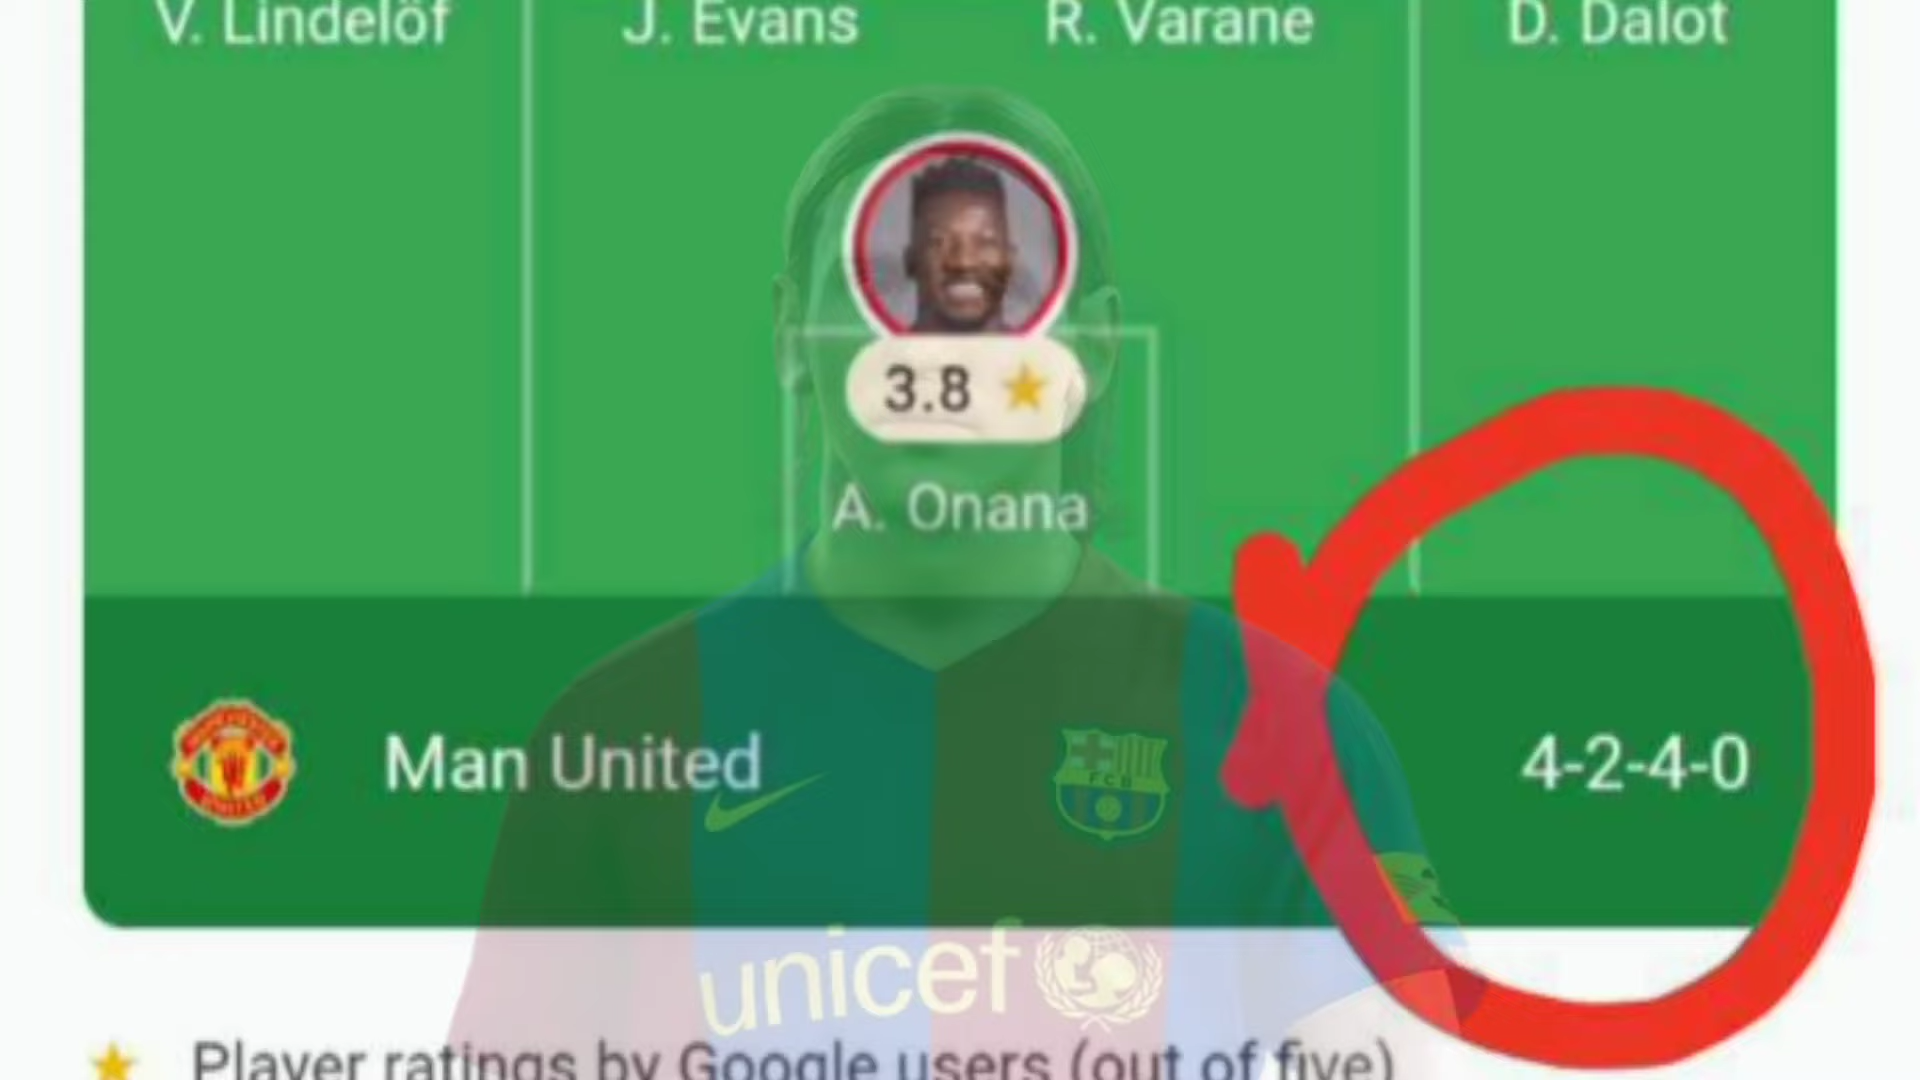 V. Lindelöf J. Evans R. Varane D. Dalot
3.8
A. Onana
Man United 4-2-4-0
FCB
unicef
Player ratings by Google users (out of five)